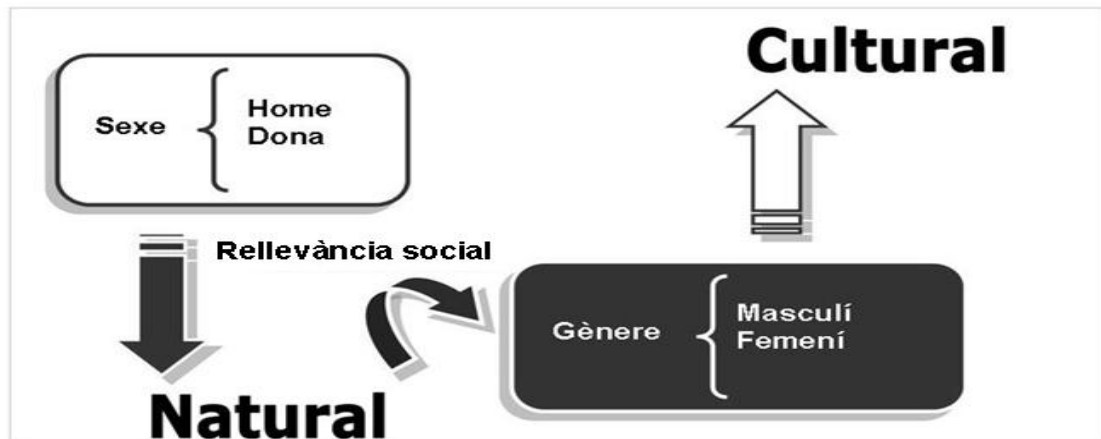 Cultural
Sexe
Home
Dona
Rellevància social
Gènere
Masculí
Femení
Natural